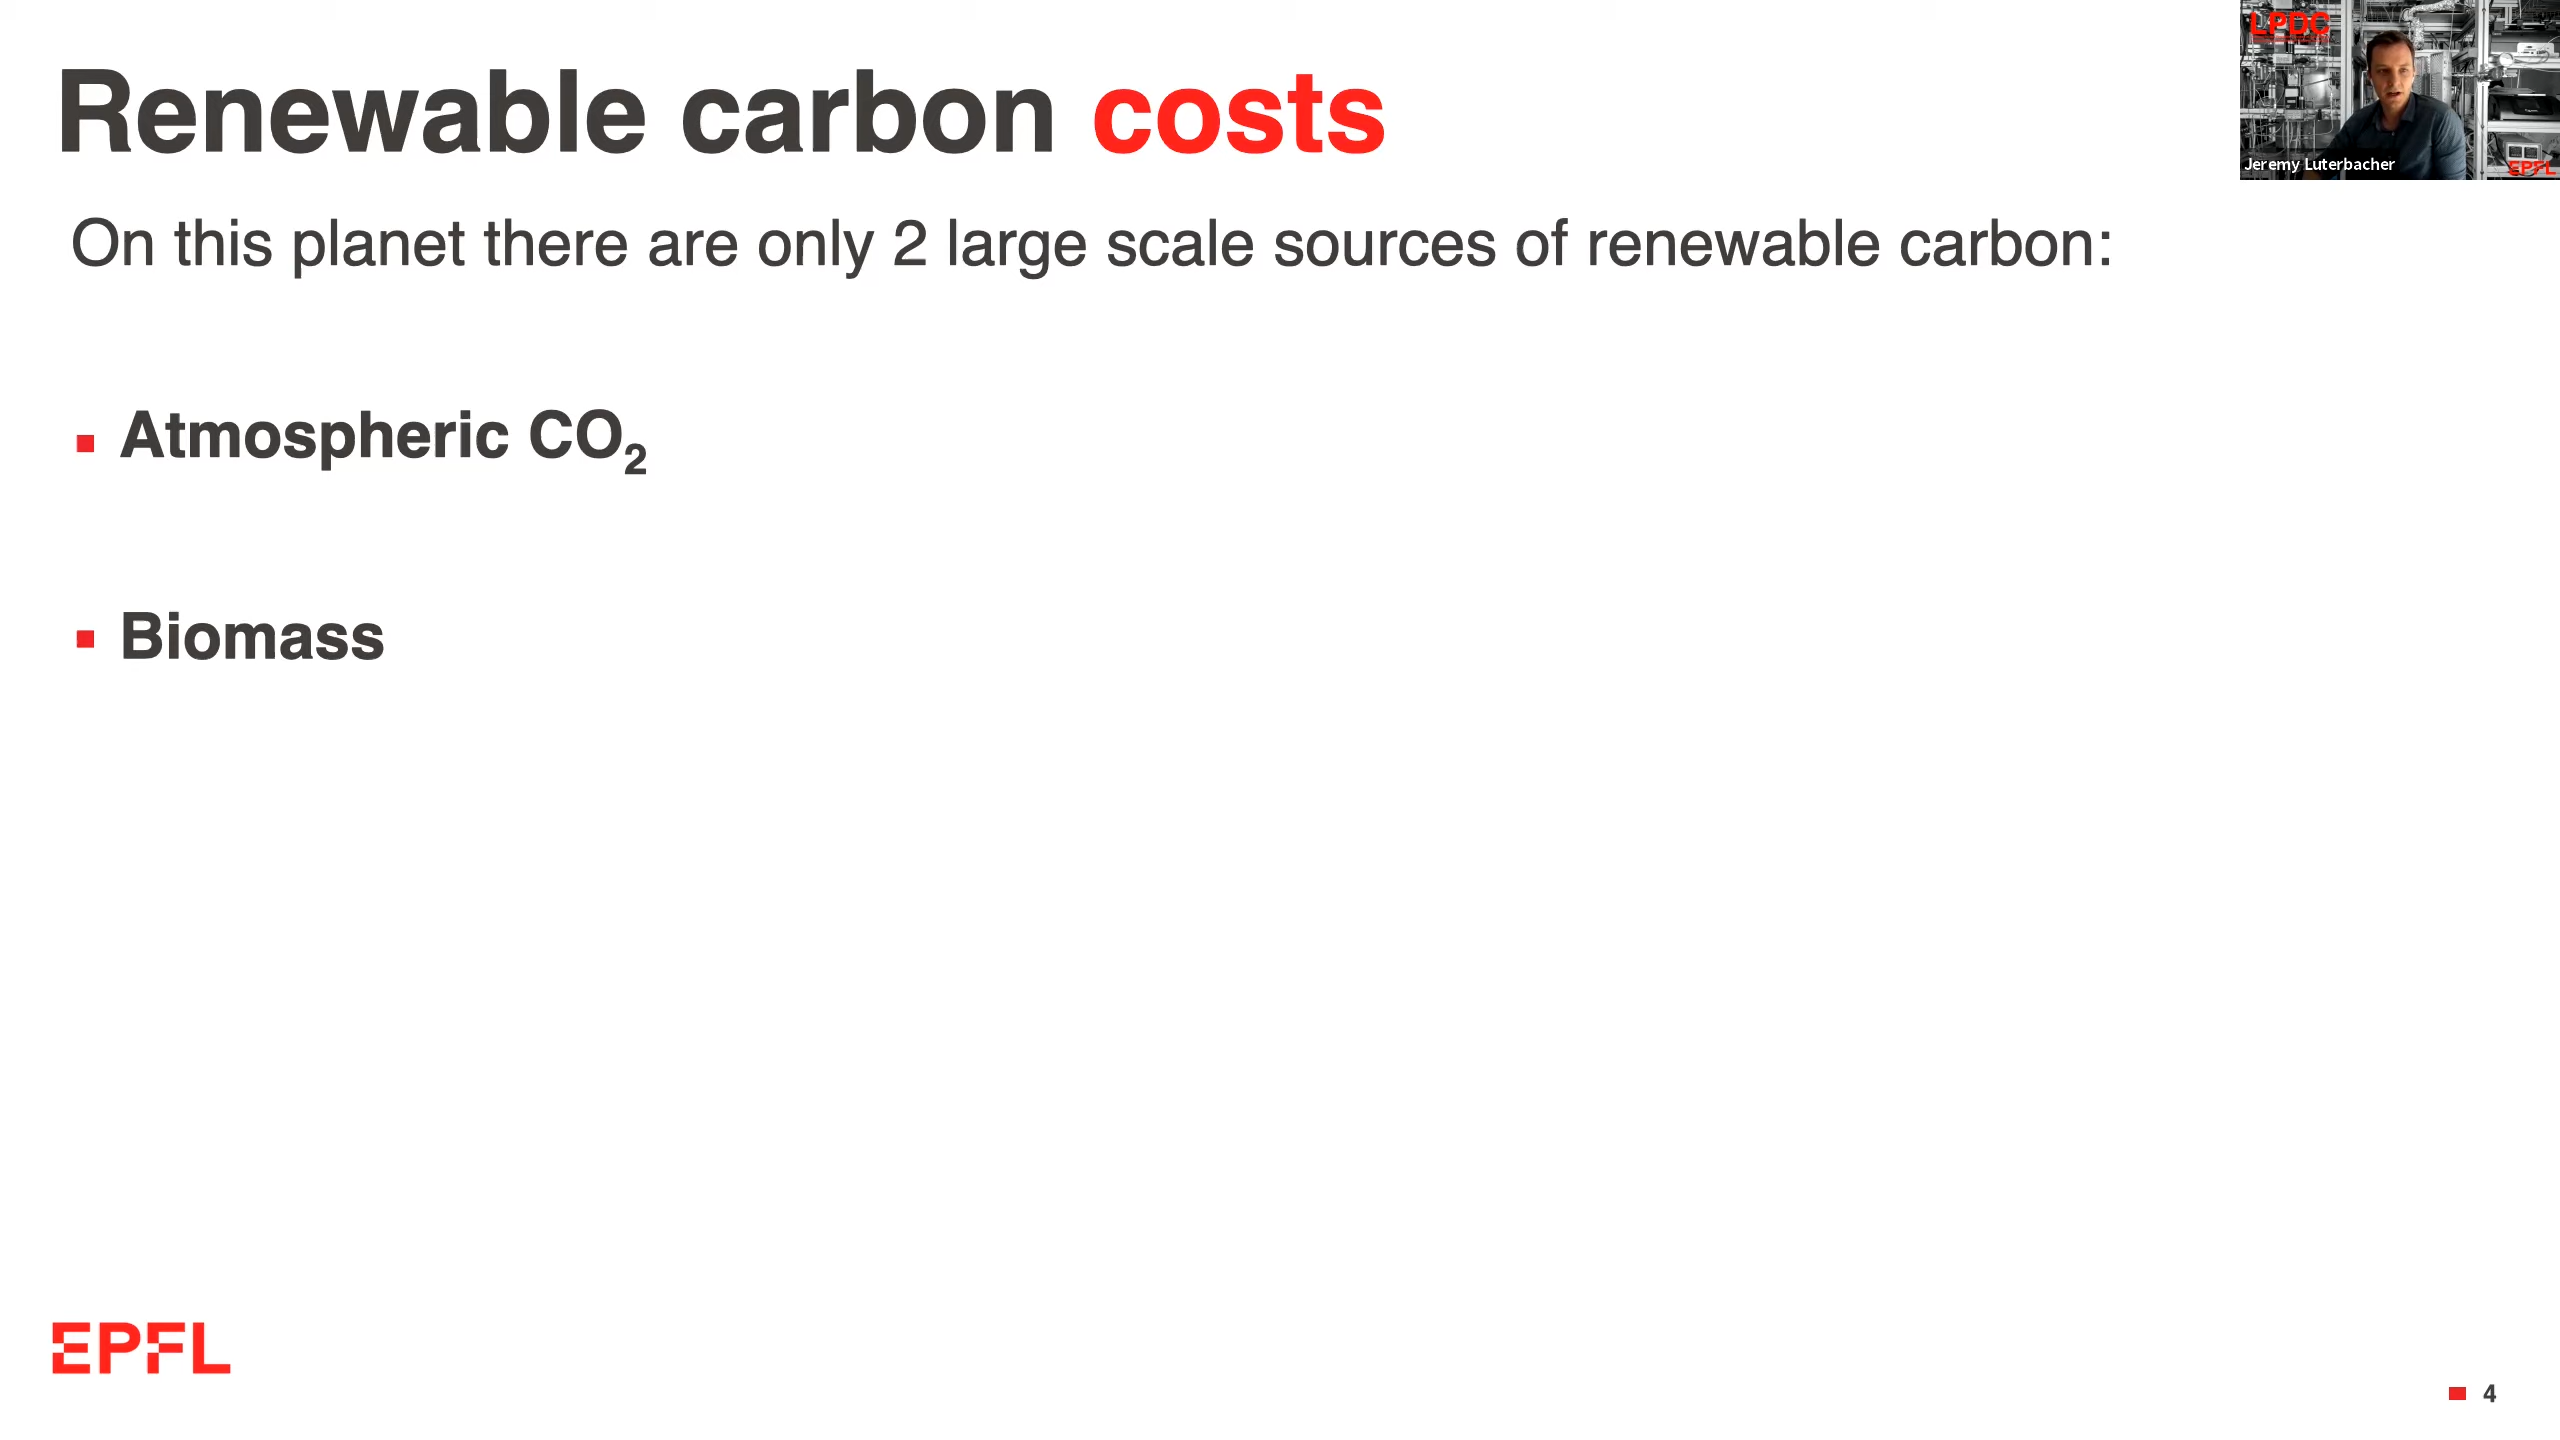 Renewable carbon costs
LPDC
Jeremy Luterbacher
EPFL
On this planet there are only 2 large scale sources of renewable carbon:
▪ Atmospheric CO₂
▪ Biomass
EPFL
4